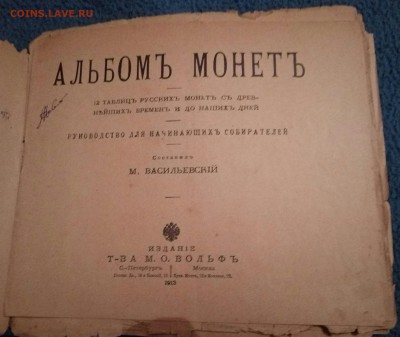 COINS.LAVE.RU
АЛЬБОМЪ МОНЕТЪ
ТАБЛИЦЪ РУССКИХЪ МОНЕТЪ СЪ ДРЕВ-
НѢЙШИХЪ ВРЕМЕНЪ И ДО НАШИХЪ ДНЕЙ
РУКОВОДСТВО ДЛЯ НАЧИНАЮЩИХЪ СОБИРАТЕЛЕЙ
Составилъ
М. ВАСИЛЬЕВСКІЙ
ИЗДАНІЕ
Т-ВА М. О. ВОЛЬФЪ
С.-Петербургъ Москва